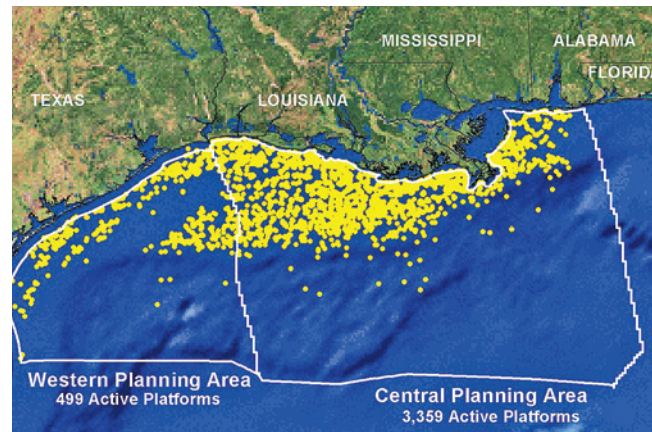 MISSISSIPPI
ALABAMA
FLORIDA
TEXAS
LOUISIANA
Western Planning Area
499 Active Platforms
Central Planning Area
3,359 Active Platforms